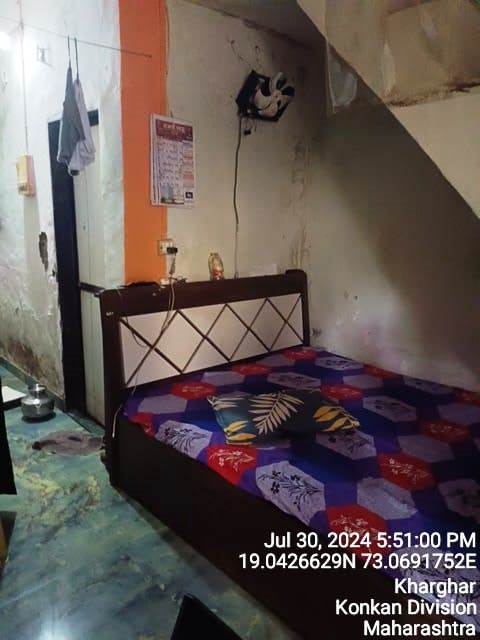 Jul 30, 2024 5:51:00 PM
19.0426629N 73.0691752E
Kharghar
Konkan Division
Maharashtra